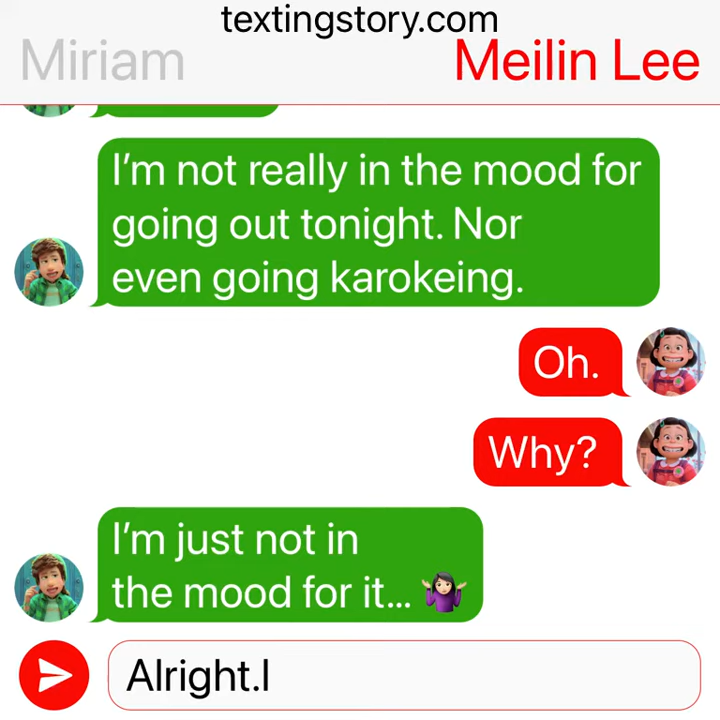 textingstory.com
Miriam
Meilin Lee
I'm not really in the mood for
going out tonight. Nor
even going karokeing.
Oh.
Why?
I'm just not in
the mood for it... 🤷🏻‍♀️
Alright.